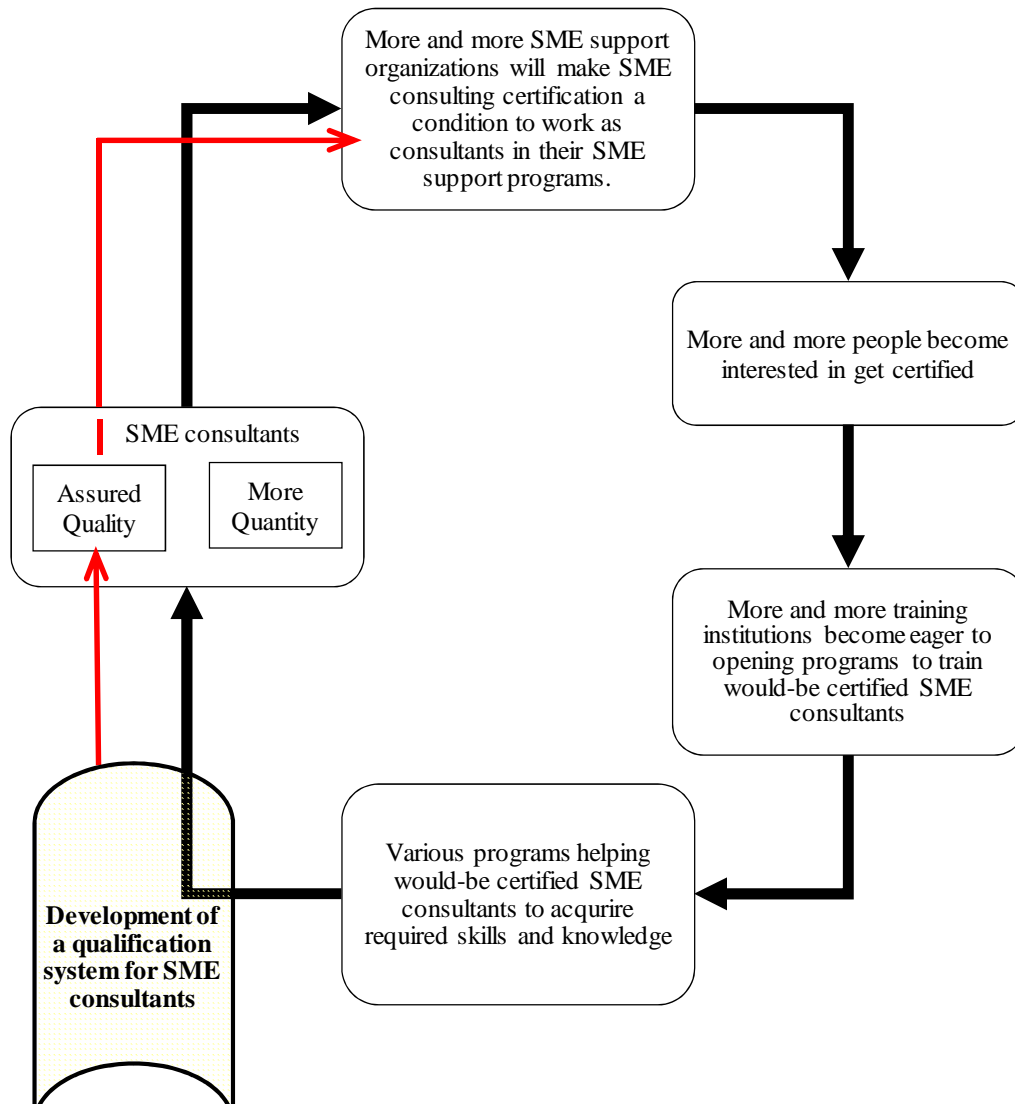 More and more SME support
organizations will make SME
consulting certification a
condition to work as
consultants in their SME
support programs.
More and more people become
interested in get certified
SME consultants
Assured
Quality
More
Quantity
More and more training
institutions become eager to
opening programs to train
would-be certified SME
consultants
Various programs helping
would-be certified SME
consultants to acqurire
required skills and knowledge
Development of
a qualification
system for SME
consultants